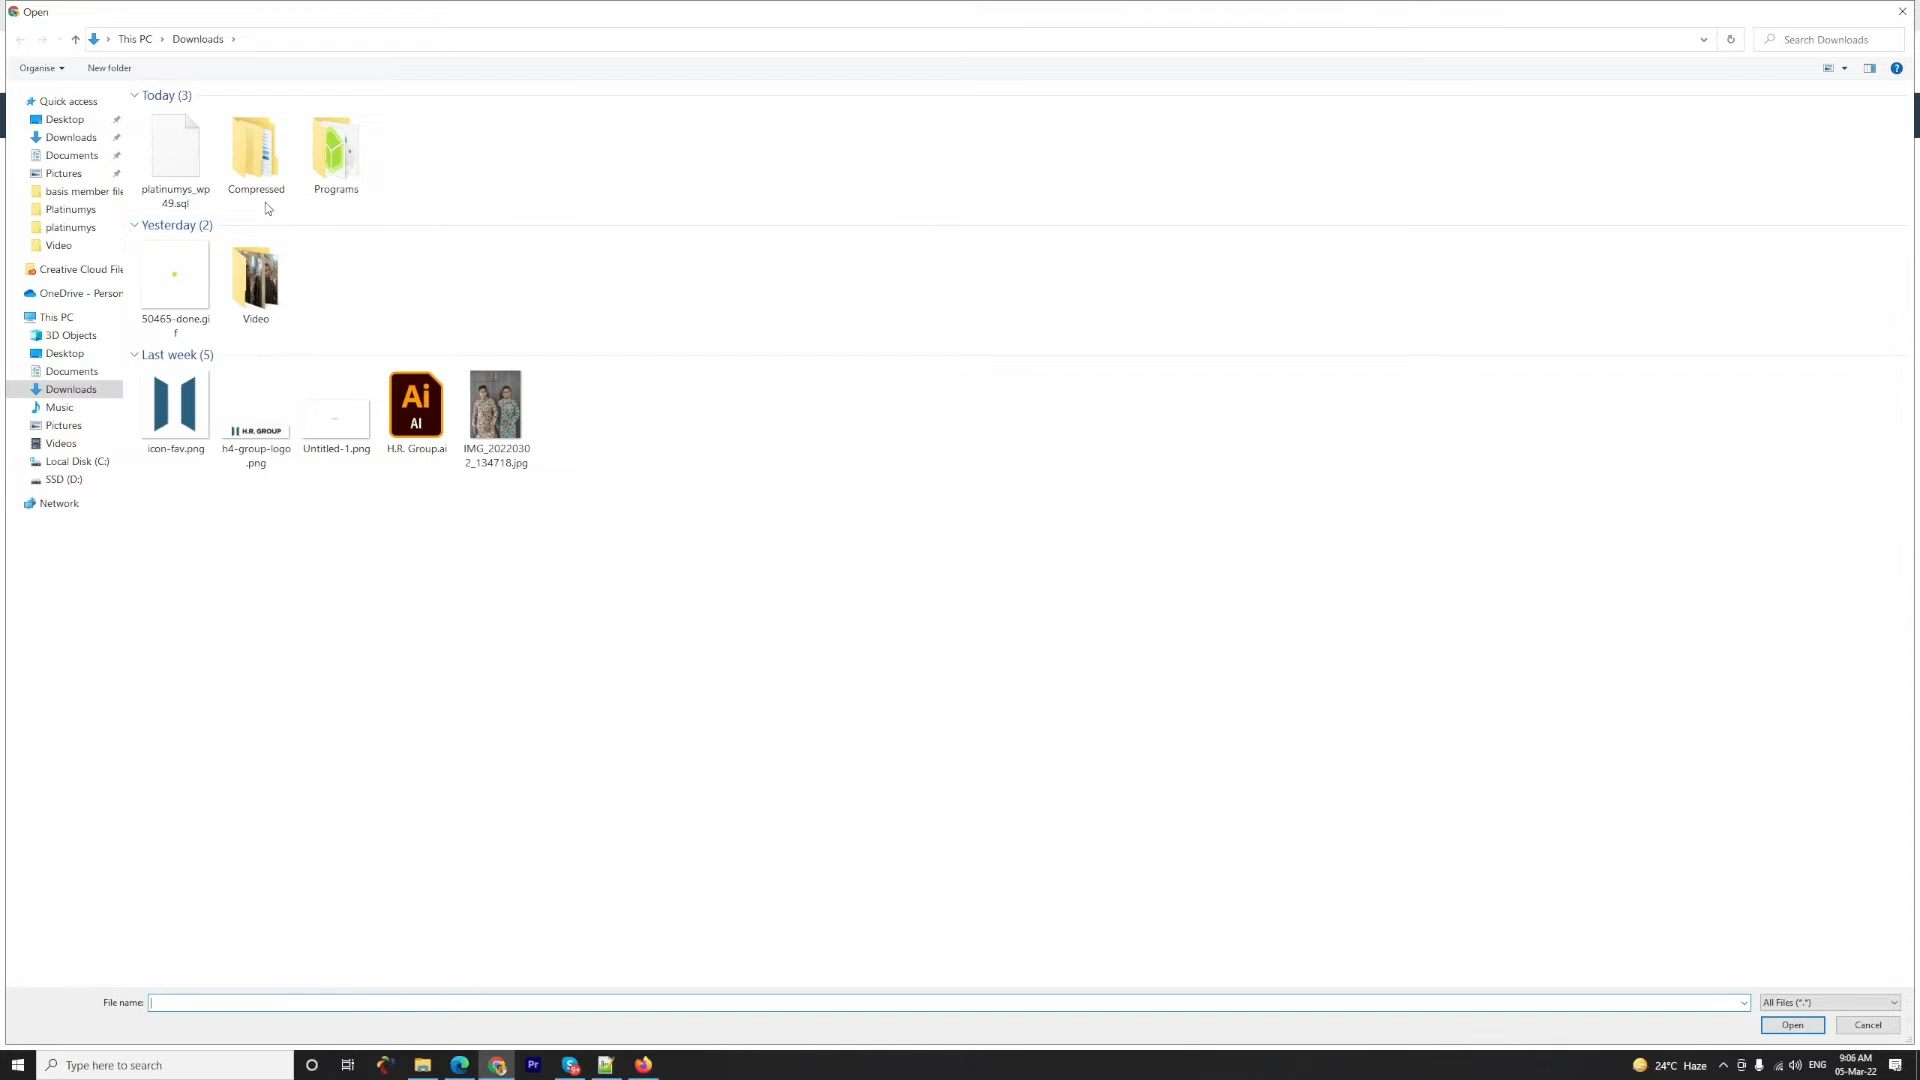 Open
This PC
Downloads
Search Downloads
Organise
New folder
Quick access
Desktop
Downloads
Documents
Pictures
basis member file
Platinumys
platinumys
Video
Creative Cloud File
OneDrive - Person
This PC
3D Objects
Desktop
Documents
Downloads
Music
Pictures
Videos
Local Disk (C:)
SSD (D:)
Network
Today (3)
platinumys_wp
49.sql
Compressed
Programs
Yesterday (2)
50465-done.gi
f
Video
Last week (5)
icon-fav.png
H.R. GROUP
h4-group-logo
.png
Untitled-1.png
Ai
AI
H.R. Group.ai
IMG_2022030
2_134718.jpg
File name:
All Files (*.*)
Open
Cancel
Type here to search
Pr
24°C Haze
ENG
9:06 AM
05-Mar-22